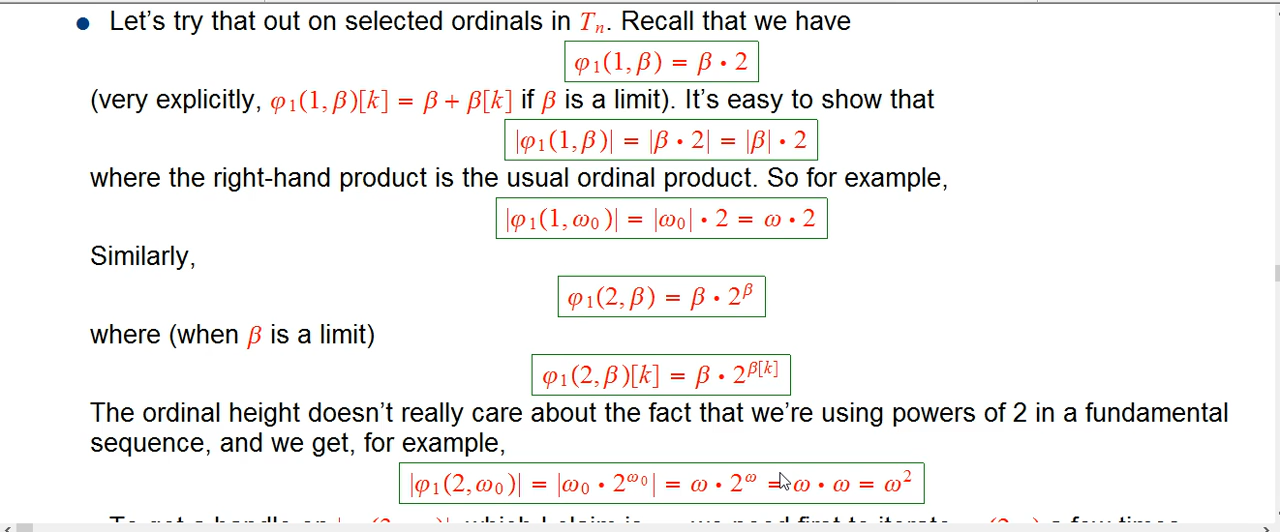 • Let's try that out on selected ordinals in Tₙ. Recall that we have
φ₁(1, β) = β • 2
(very explicitly, φ₁(1, β)[k] = β + β[k] if β is a limit). It's easy to show that
|φ₁(1, β)| = |β • 2| = |β| • 2
where the right-hand product is the usual ordinal product. So for example,
|φ₁(1, ω₀)| = |ω₀| • 2 = ω • 2
Similarly,
φ₁(2, β) = β • 2^β
where (when β is a limit)
φ₁(2, β)[k] = β • 2^β[k]
The ordinal height doesn't really care about the fact that we're using powers of 2 in a fundamental
sequence, and we get, for example,
|φ₁(2, ω₀)| = |ω₀ • 2^ω₀| = ω • 2^ω = ω • ω = ω²